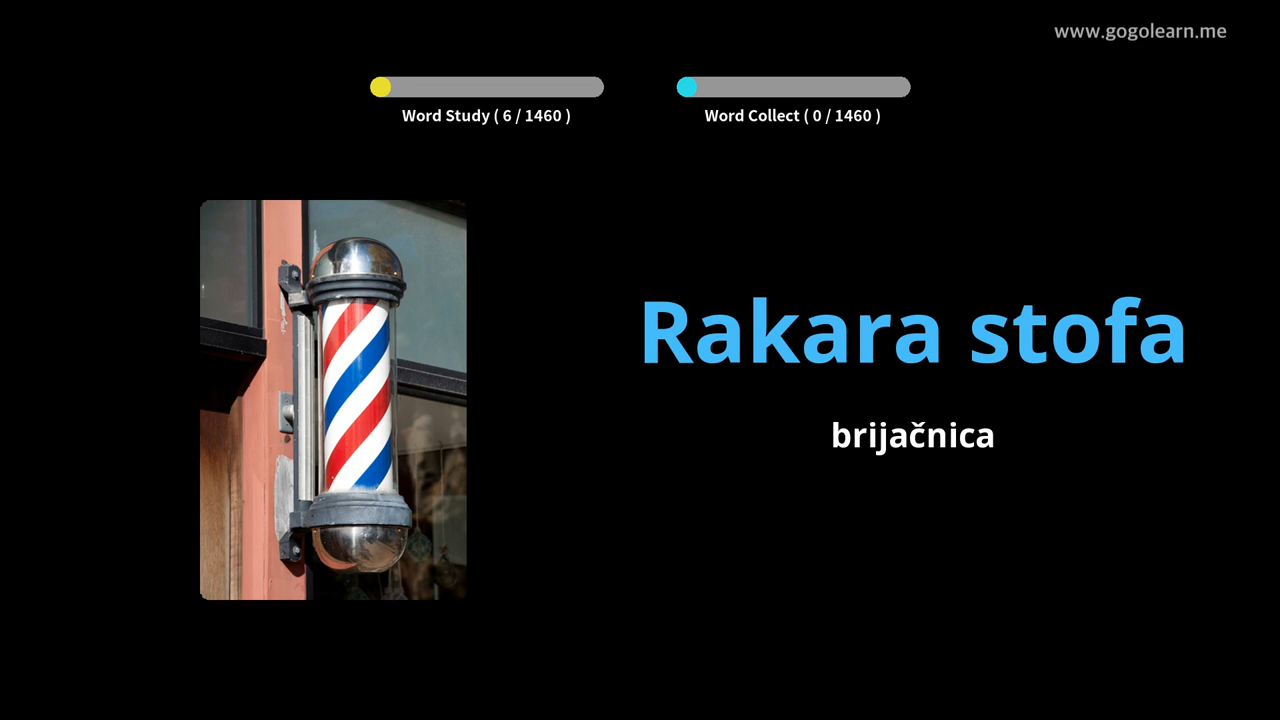 www.gogolearn.me
Word Study ( 6 / 1460 )
Word Collect ( 0 / 1460 )
Rakara stofa
brijačnica